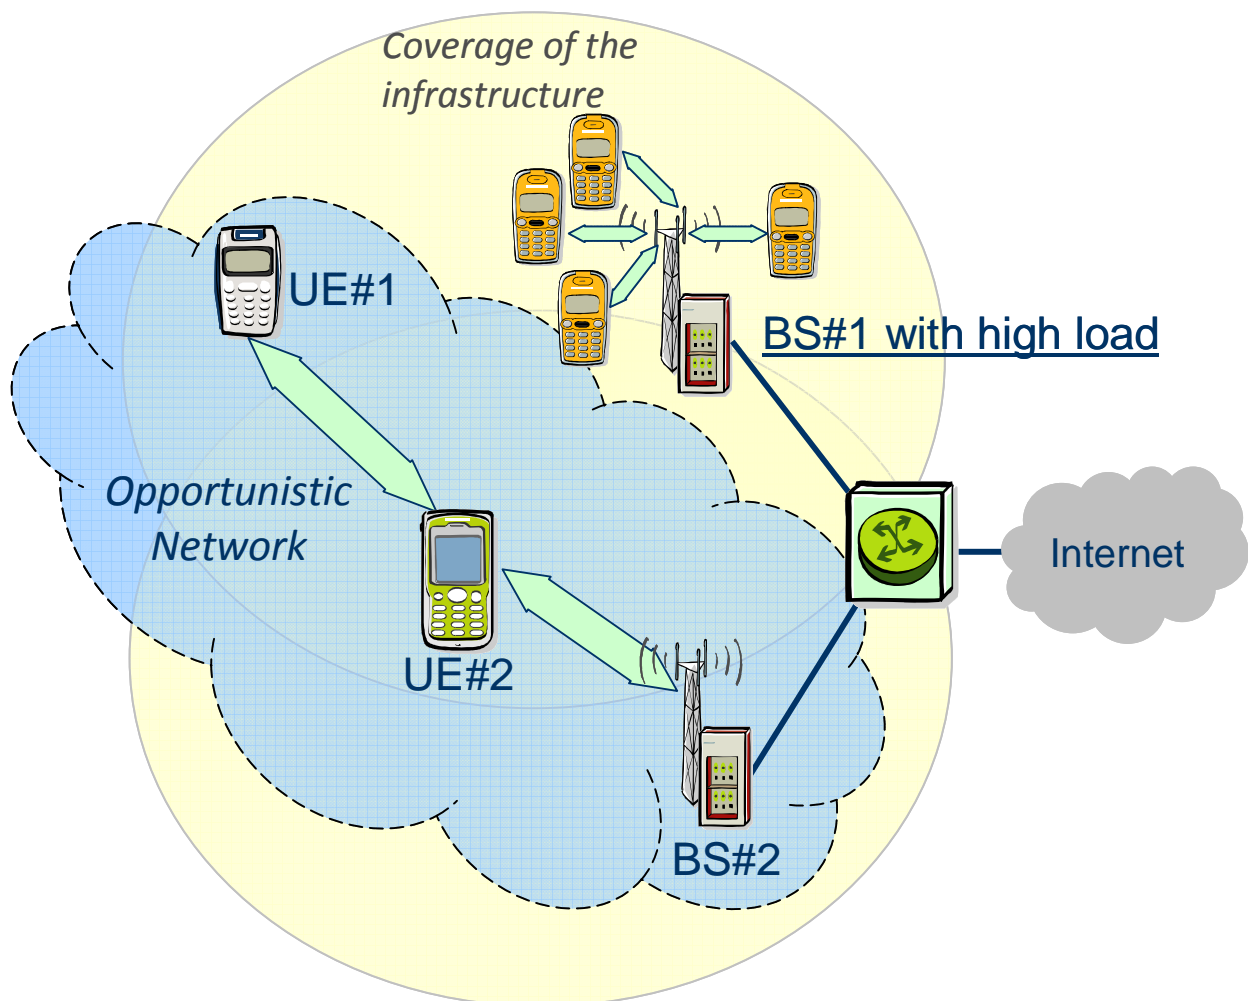 Coverage of the
infrastructure
UE#1
BS#1 with high load
Opportunistic
Network
Internet
UE#2
BS#2